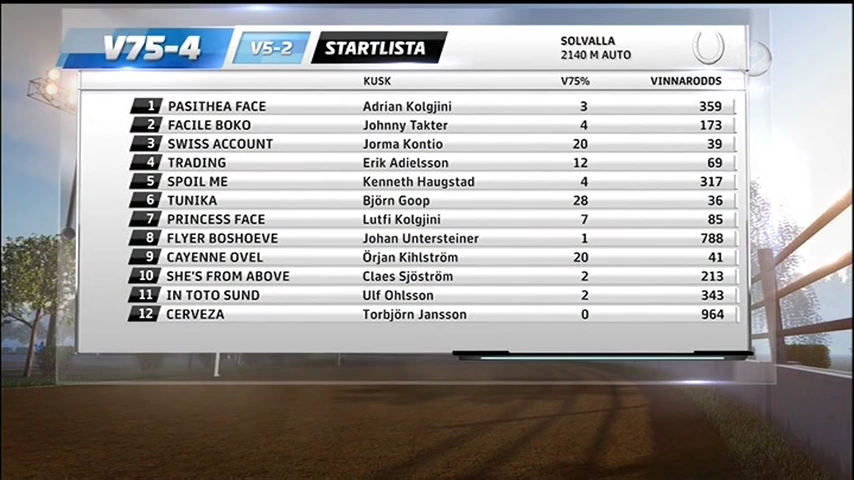 V75-4 V5-2 STARTLISTA SOLVALLA
2140 M AUTO
KUSK V75% VINNARODDS
1 PASITHEA FACE Adrian Kolgjini 3 359
2 FACILE BOKO Johnny Takter 4 173
3 SWISS ACCOUNT Jorma Kontio 20 39
4 TRADING Erik Adielsson 12 69
5 SPOIL ME Kenneth Haugstad 4 317
6 TUNIKA Björn Goop 28 36
7 PRINCESS FACE Lutfi Kolgjini 7 85
8 FLYER BOSHOEVE Johan Untersteiner 1 788
9 CAYENNE OVEL Örjan Kihlström 20 41
10 SHE'S FROM ABOVE Claes Sjöström 2 213
11 IN TOTO SUND Ulf Ohlsson 2 343
12 CERVEZA Torbjörn Jansson 0 964